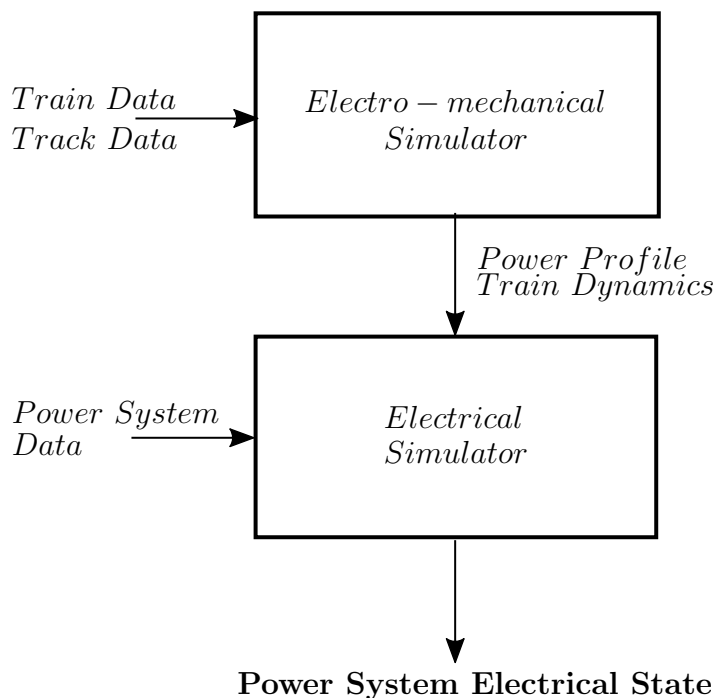 Train Data
Track Data
Electro − mechanical
Simulator
Power Profile
Train Dynamics
Power System
Data
Electrical
Simulator
Power System Electrical State